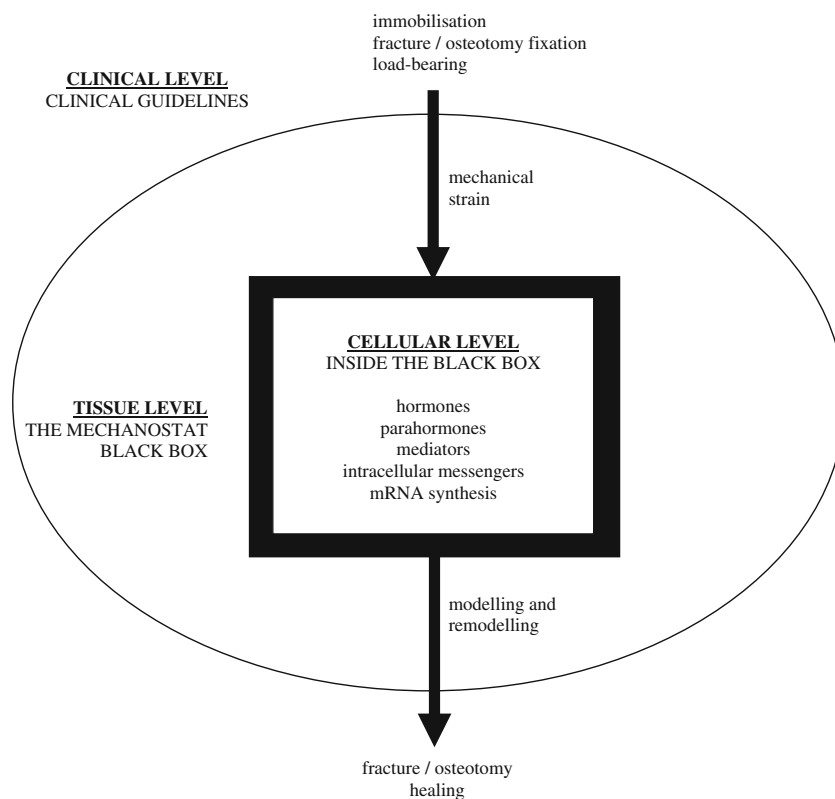 immobilisation
fracture / osteotomy fixation
load-bearing
CLINICAL LEVEL
CLINICAL GUIDELINES
mechanical
strain
CELLULAR LEVEL
INSIDE THE BLACK BOX
hormones
parahormones
mediators
intracellular messengers
mRNA synthesis
TISSUE LEVEL
THE MECHANOSTAT
BLACK BOX
modelling and
remodelling
fracture / osteotomy
healing